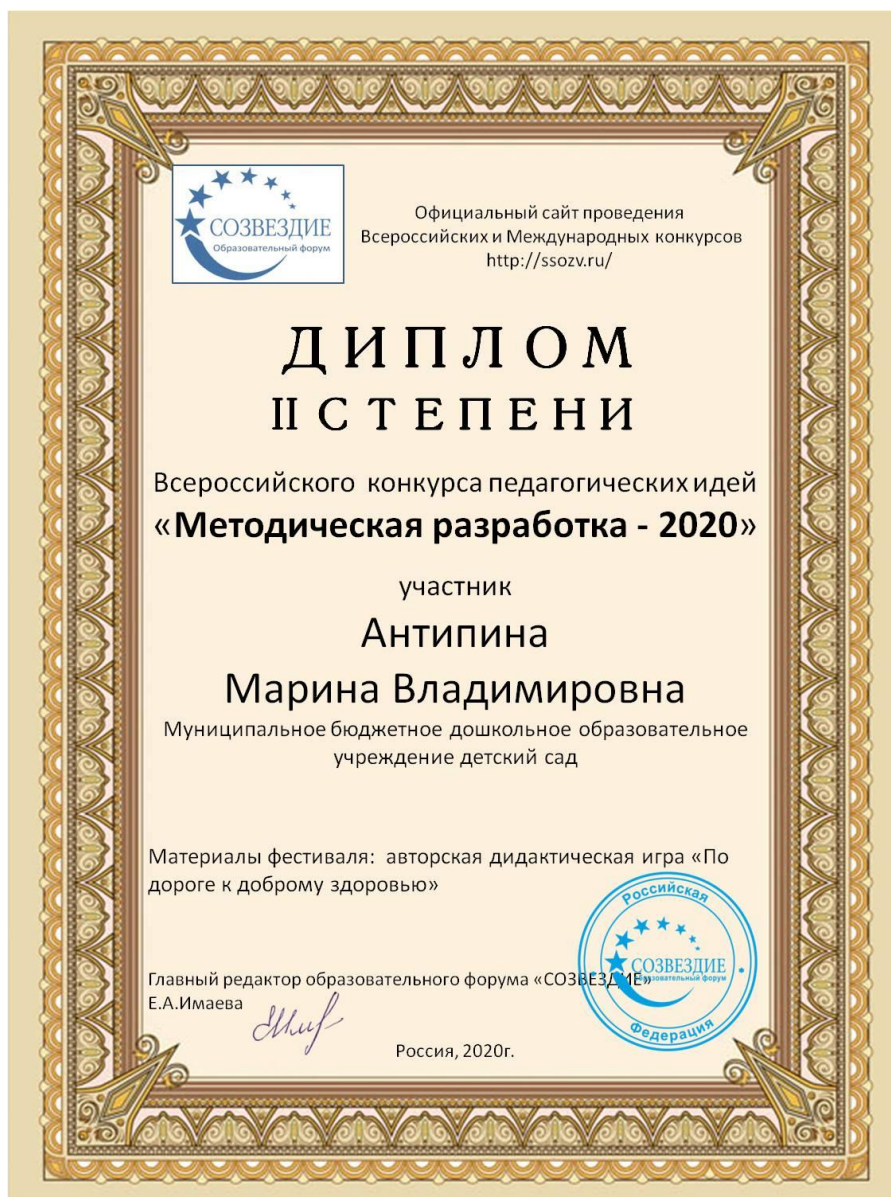 СОЗВЕЗДИЕ
Образовательный форум
Официальный сайт проведения
Всероссийских и Международных конкурсов
http://ssozv.ru/
ДИПЛОМ
II СТЕПЕНИ
Всероссийского конкурса педагогических идей
«Методическая разработка - 2020»
участник
Антипина
Марина Владимировна
Муниципальное бюджетное дошкольное образовательное
учреждение детский сад
Материалы фестиваля: авторская дидактическая игра «По
дороге к доброму здоровью»
Российская
СОЗВЕЗДИЕ
Образовательный форум
Федерация
Главный редактор образовательного форума «СОЗВЕЗДИЕ»
Е.А.Имаева
Россия, 2020г.